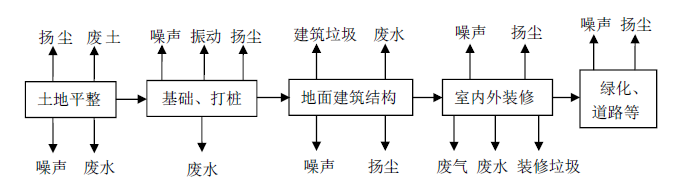 扬尘 废土 噪声 振动 扬尘 建筑垃圾 废水 噪声 扬尘 噪声 扬尘
土地平整 基础、打桩 地面建筑结构 室内外装修 绿化、
道路等
噪声 废水 废水 噪声 扬尘 废气 废水 装修垃圾